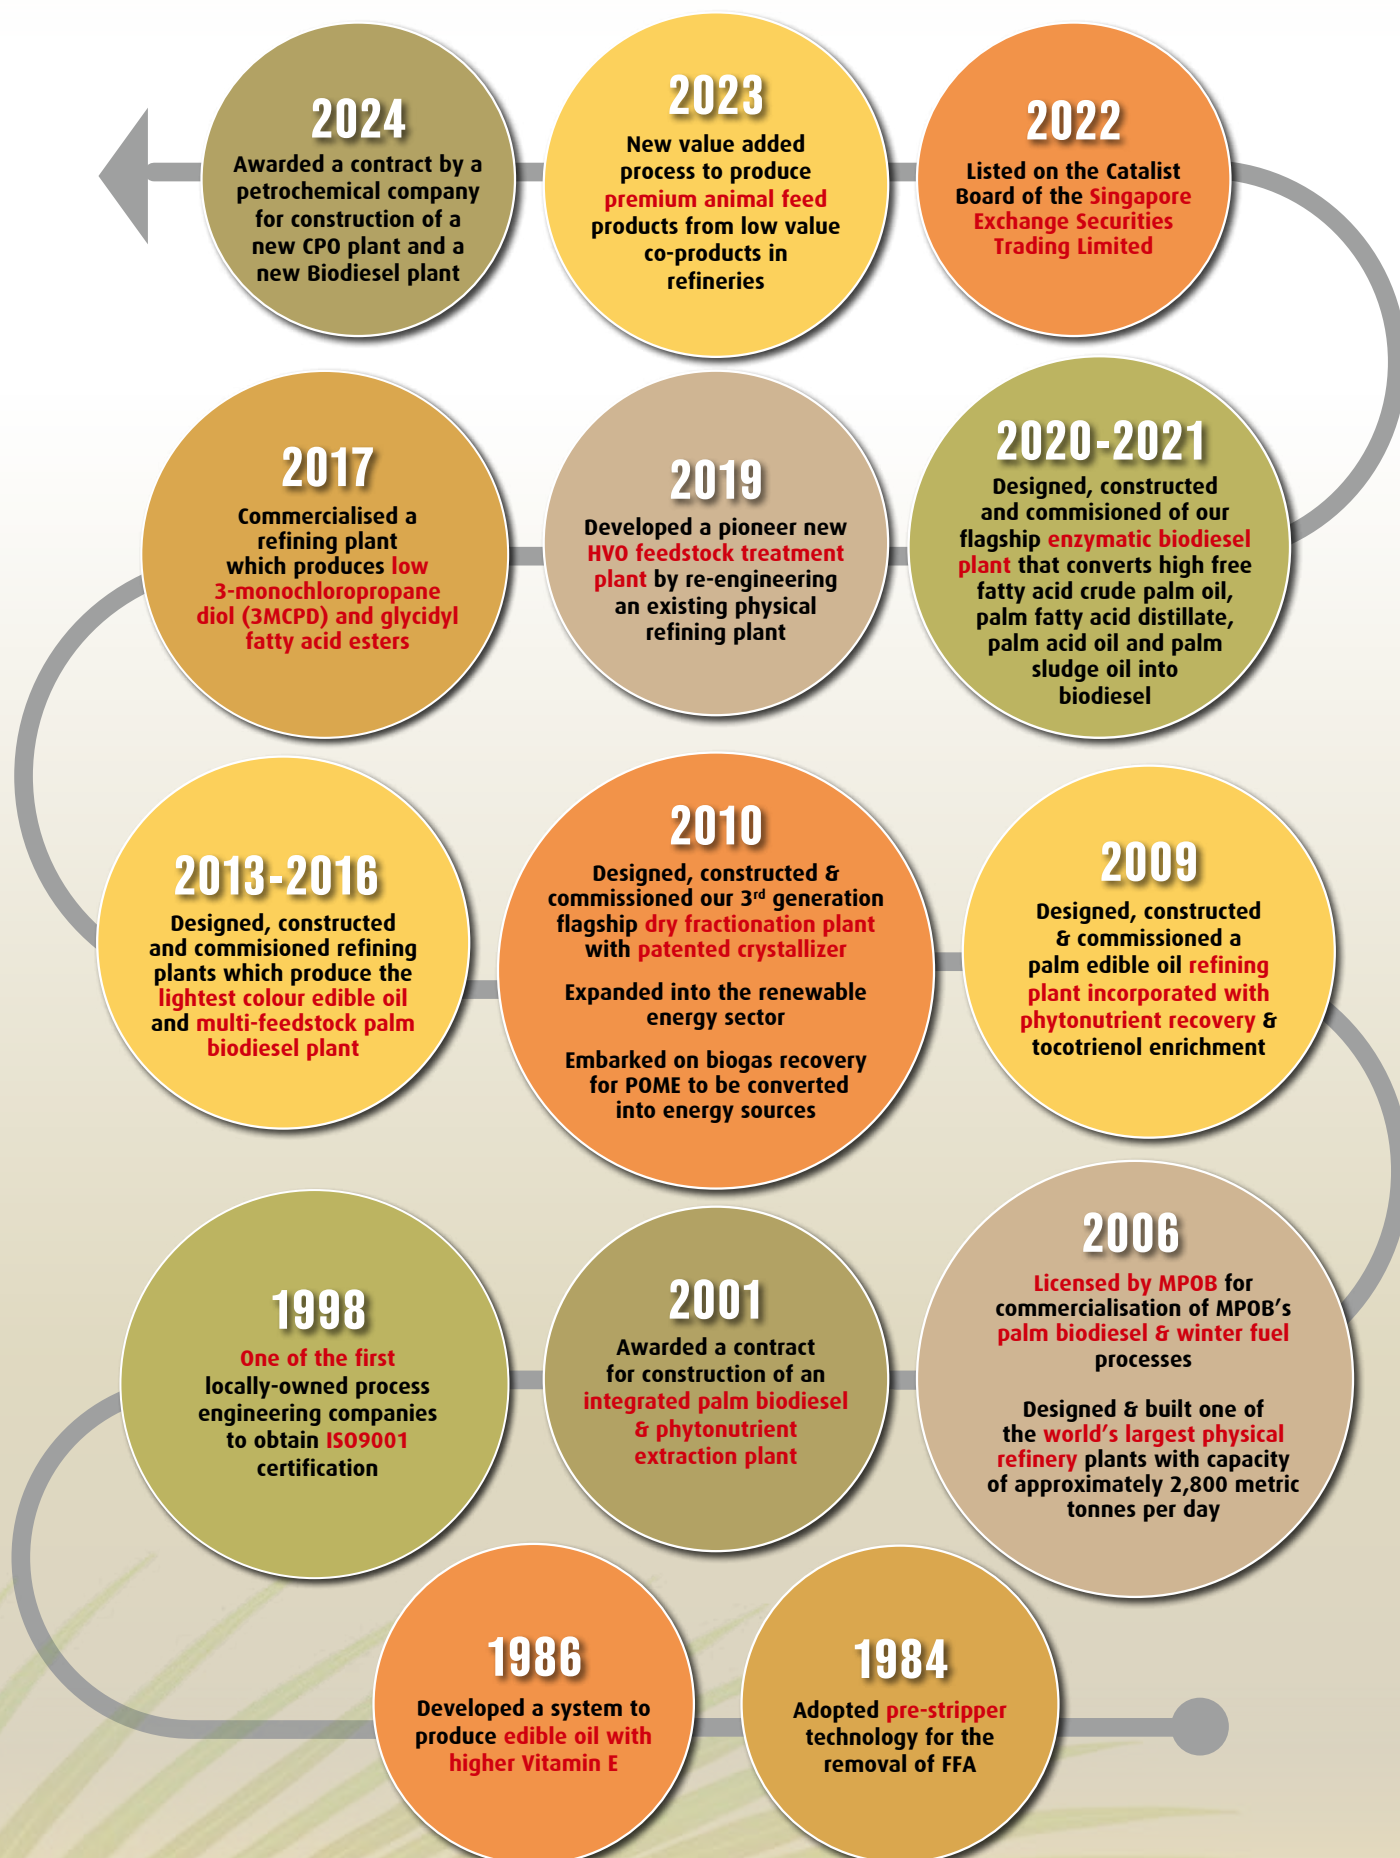 2024
Awarded a contract by a
petrochemical company
for construction of a
new CPO plant and a
new Biodiesel plant
2023
New value added
process to produce
premium animal feed
products from low value
co-products in
refineries
2022
Listed on the Catalist
Board of the Singapore
Exchange Securities
Trading Limited
2017
Commercialised a
refining plant
which produces low
3-monochloropropane
diol (3MCPD) and glycidyl
fatty acid esters
2019
Developed a pioneer new
HVO feedstock treatment
plant by re-engineering
an existing physical
refining plant
2020-2021
Designed, constructed
and commisioned of our
flagship enzymatic biodiesel
plant that converts high free
fatty acid crude palm oil,
palm fatty acid distillate,
palm acid oil and palm
sludge oil into
biodiesel
2013-2016
Designed, constructed
and commisioned refining
plants which produce the
lightest colour edible oil
and multi-feedstock palm
biodiesel plant
2010
Designed, constructed &
commissioned our 3rd generation
flagship dry fractionation plant
with patented crystallizer
Expanded into the renewable
energy sector
Embarked on biogas recovery
for POME to be converted
into energy sources
2009
Designed, constructed
& commissioned a
palm edible oil refining
plant incorporated with
phytonutrient recovery &
tocotrienol enrichment
1998
One of the first
locally-owned process
engineering companies
to obtain ISO9001
certification
2001
Awarded a contract
for construction of an
integrated palm biodiesel
& phytonutrient
extraction plant
2006
Licensed by MPOB for
commercialisation of MPOB's
palm biodiesel & winter fuel
processes
Designed & built one of
the world's largest physical
refinery plants with capacity
of approximately 2,800 metric
tonnes per day
1986
Developed a system to
produce edible oil with
higher Vitamin E
1984
Adopted pre-stripper
technology for the
removal of FFA